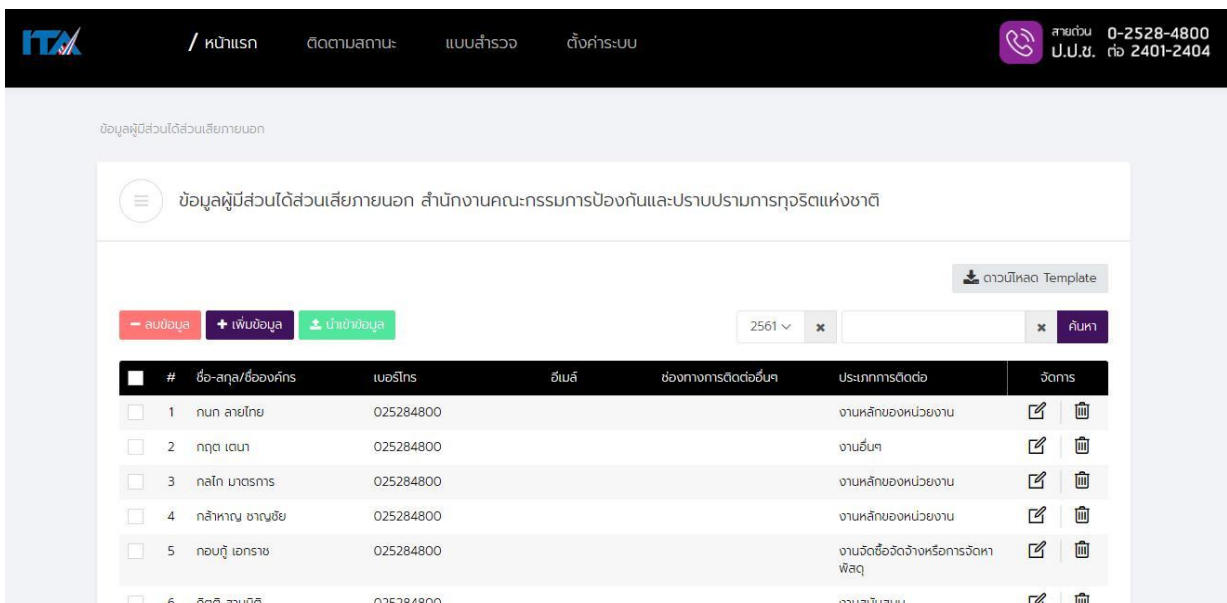 ITA
/ หน้าแรก ติดตามสถานะ แบบสำรวจ ตั้งค่าระบบ
สายด่วน 0-2528-4800
ป.ป.ช. ต่อ 2401-2404
ข้อมูลผู้มีส่วนได้ส่วนเสียภายนอก
ข้อมูลผู้มีส่วนได้ส่วนเสียภายนอก สำนักงานคณะกรรมการป้องกันและปราบปรามการทุจริตแห่งชาติ
ดาวน์โหลด Template
ลบข้อมูล เพิ่มข้อมูล นำเข้าข้อมูล 2561 ค้นหา
# ชื่อ-สกุล/ชื่อองค์กร เบอร์โทร อีเมล์ ช่องทางการติดต่ออื่นๆ ประเภทการติดต่อ จัดการ
1 กนก ลายไทย 025284800 งานหลักของหน่วยงาน
2 กฤต เตนา 025284800 งานอื่นๆ
3 กลไก มาตรการ 025284800 งานหลักของหน่วยงาน
4 กล้าหาญ ชาญชัย 025284800 งานหลักของหน่วยงาน
5 กอบกู้ เอกราช 025284800 งานจัดซื้อจัดจ้างหรือการจัดหา
พัสดุ
6 025284800 งานสนับสนุน